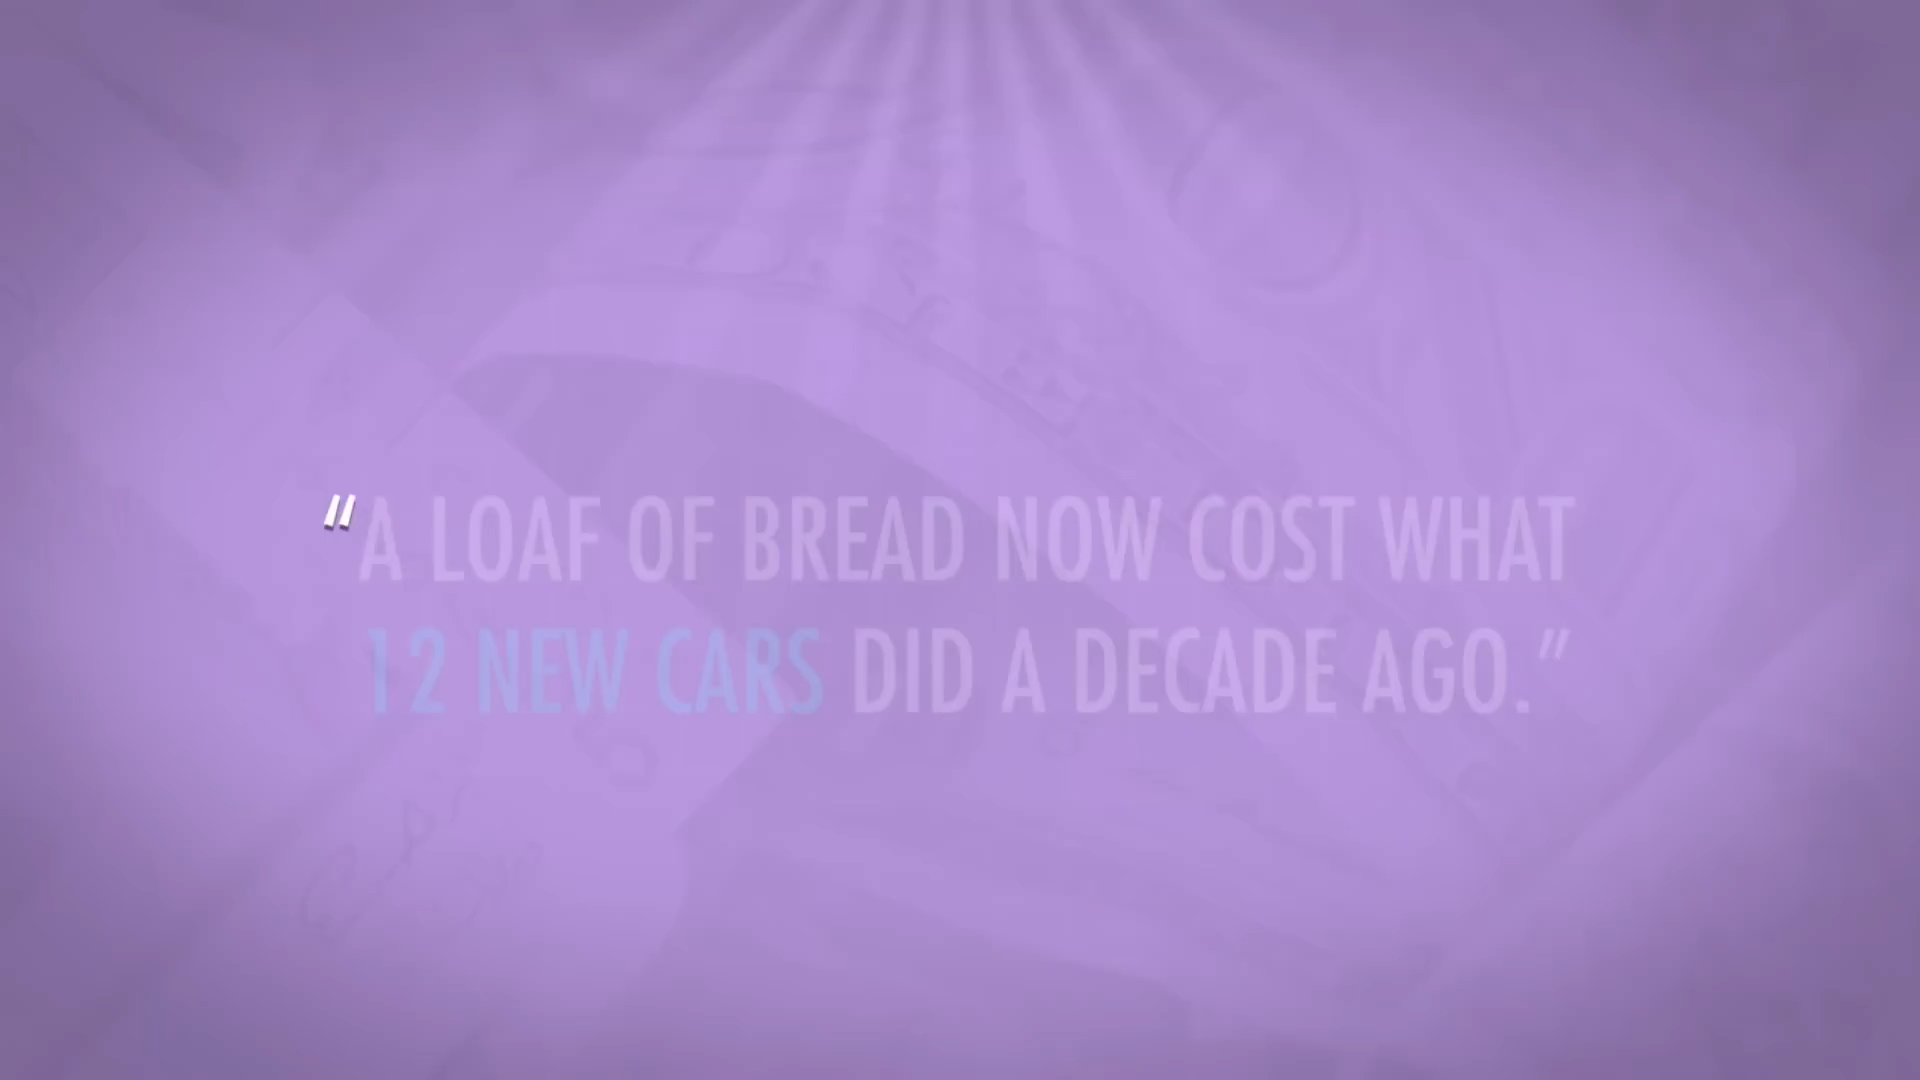 “A LOAF OF BREAD NOW COST WHAT
12 NEW CARS DID A DECADE AGO.”